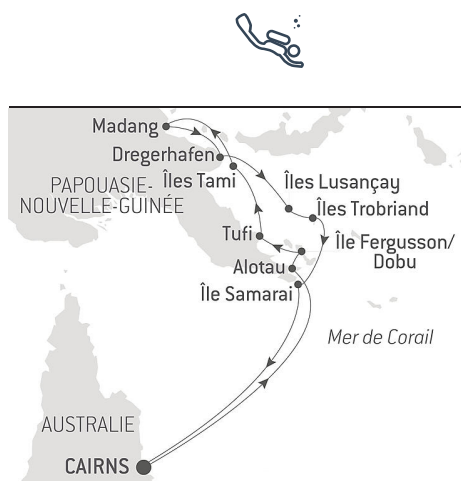 Madang
Dregerhafen
Îles Tami
PAPOUASIE-
NOUVELLE-GUINÉE
Îles Lusançay
Îles Trobriand
Tufi
Île Fergusson/
Dobu
Alotau
Île Samarai
Mer de Corail
AUSTRALIE
CAIRNS